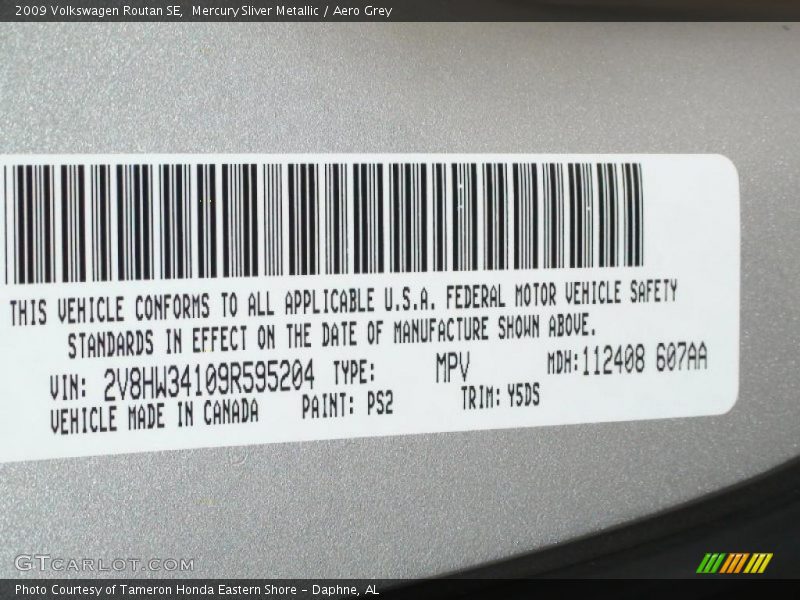 2009 Volkswagen Routan SE,  Mercury Sliver Metallic / Aero Grey
THIS VEHICLE CONFORMS TO ALL APPLICABLE U.S.A. FEDERAL MOTOR VEHICLE SAFETY
STANDARDS IN EFFECT ON THE DATE OF MANUFACTURE SHOWN ABOVE.
VIN: 2V8HW34109R595204 TYPE: MPV MDH:112408 607AA
VEHICLE MADE IN CANADA PAINT: PS2 TRIM: Y5DS
GTCARLOT.COM
Photo Courtesy of Tameron Honda Eastern Shore – Daphne, AL